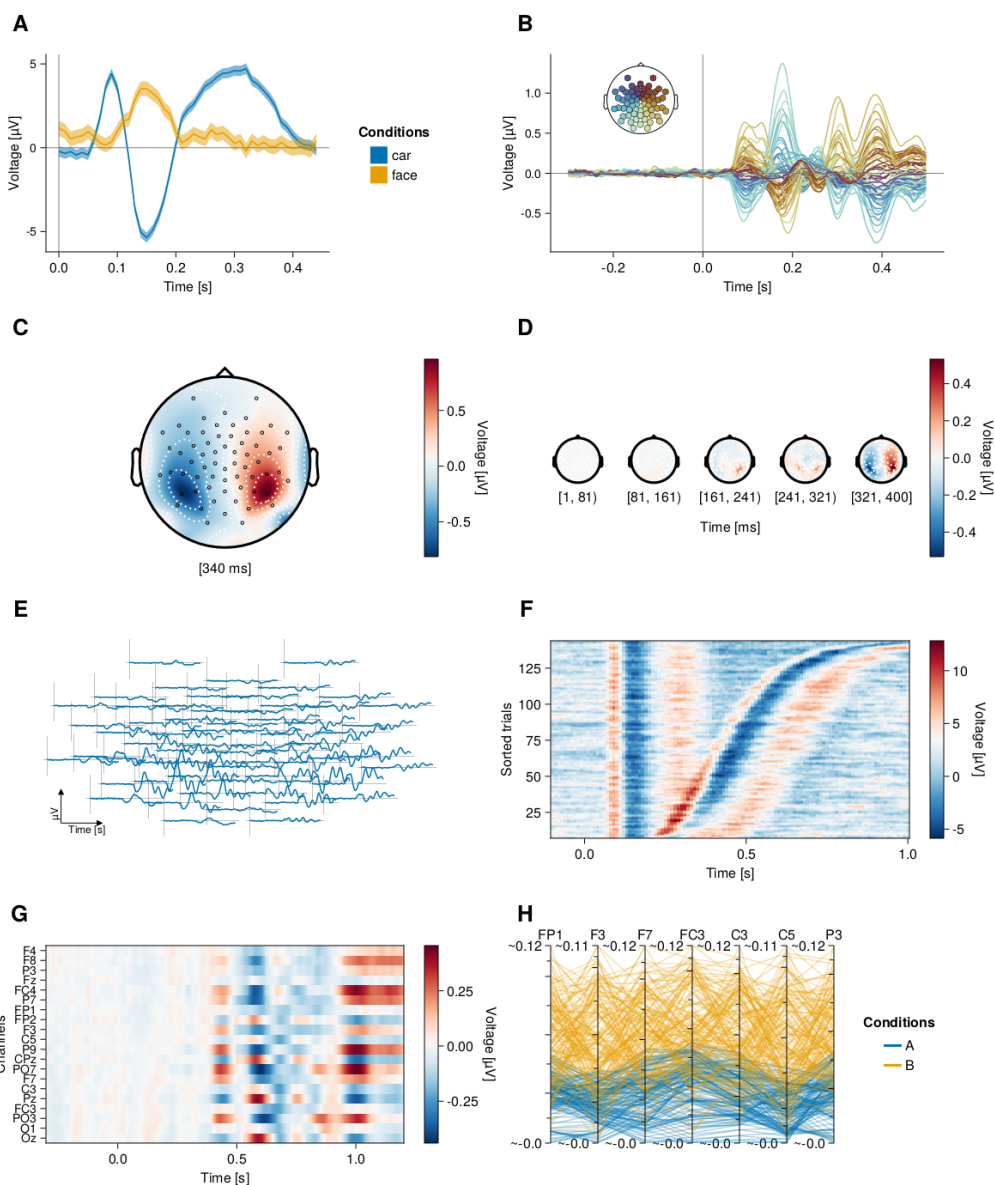 A
5
0
-5
Voltage [µV]
0.0 0.1 0.2 0.3 0.4
Time [s]
Conditions
car
face
B
1.0
0.5
0.0
-0.5
Voltage [µV]
-0.2 0.0 0.2 0.4
Time [s]
C
[340 ms]
0.5
0.0
-0.5
Voltage [µV]
D
[1, 81) [81, 161) [161, 241) [241, 321) [321, 400]
Time [ms]
0.4
0.2
0.0
-0.2
-0.4
Voltage [µV]
E
µV
Time [s]
F
125
100
75
50
25
Sorted trials
0.0 0.5 1.0
Time [s]
10
5
0
-5
Voltage [µV]
G
F4
F8
P3
Fz
FC4
P7
FP1
FP2
F3
C5
P9
CP2
PO7
F7
C3
Pz
FC3
PO3
O1
Oz
0.0 0.5 1.0
Time [s]
0.25
0.00
-0.25
Voltage [µV]
H
FP1 F3 F7 FC3 C3 C5 P3
~0.12 ~0.11 ~0.12 ~0.12 ~0.12 ~0.11 ~0.12
~-0.0 ~-0.0 ~-0.0 ~-0.0 ~-0.0 ~-0.0 ~-0.0
Conditions
A
B